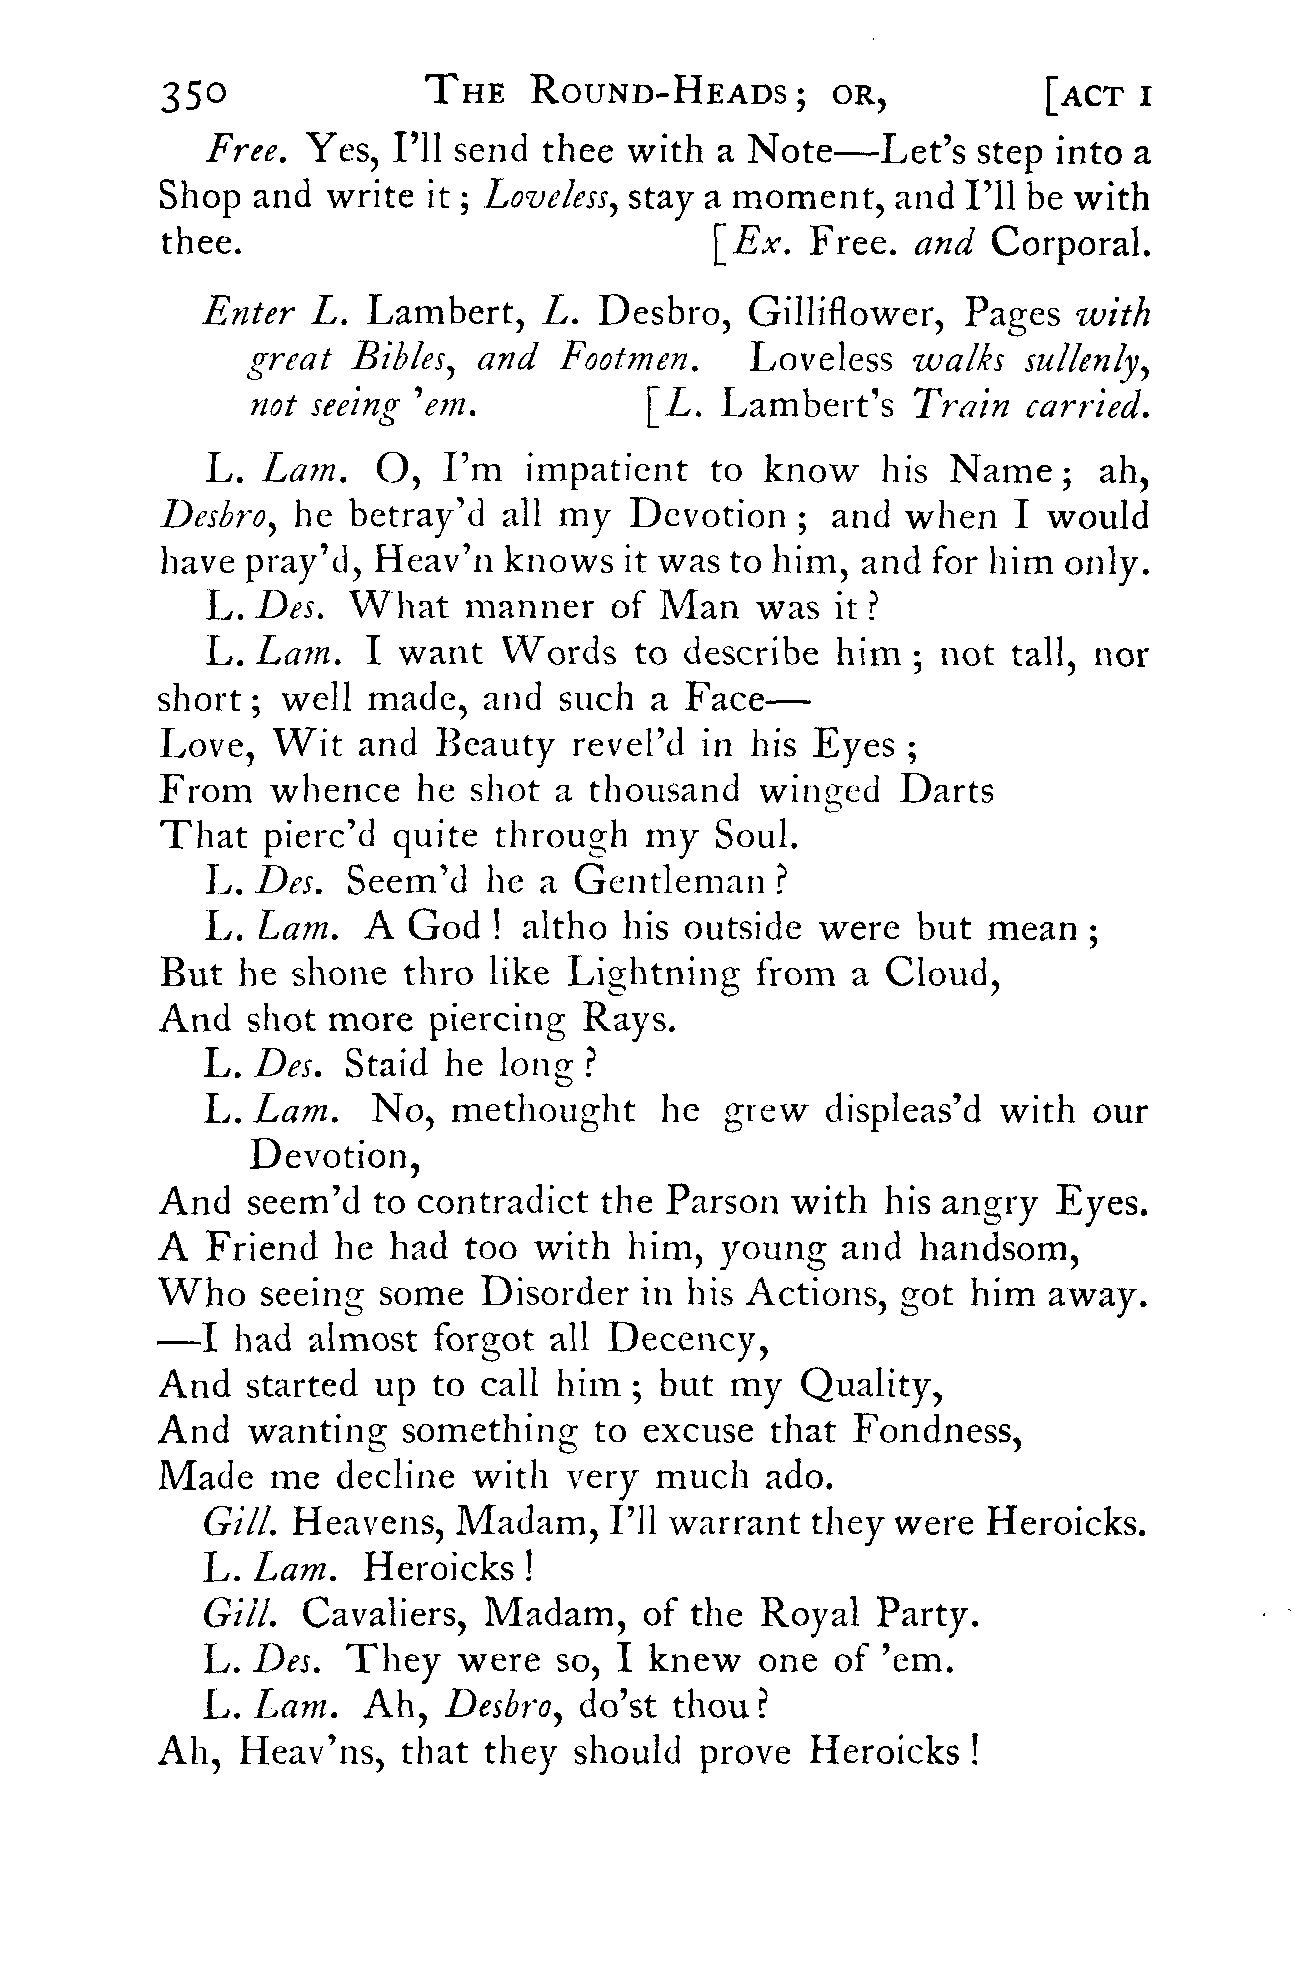 350 The Round-Heads; or, [ACT I
Free. Yes, I'll send thee with a Note—Let's step into a
Shop and write it; Loveless, stay a moment, and I'll be with
thee. [Ex. Free. and Corporal.
Enter L. Lambert, L. Desbro, Gilliflower, Pages with
great Bibles, and Footmen. Loveless walks sullenly,
not seeing 'em. [L. Lambert's Train carried.
L. Lam. O, I'm impatient to know his Name; ah,
Desbro, he betray'd all my Devotion; and when I would
have pray'd, Heav'n knows it was to him, and for him only.
L. Des. What manner of Man was it?
L. Lam. I want Words to describe him; not tall, nor
short; well made, and such a Face—
Love, Wit and Beauty revel'd in his Eyes;
From whence he shot a thousand winged Darts
That pierc'd quite through my Soul.
L. Des. Seem'd he a Gentleman?
L. Lam. A God! altho his outside were but mean;
But he shone thro like Lightning from a Cloud,
And shot more piercing Rays.
L. Des. Staid he long?
L. Lam. No, methought he grew displeas'd with our
Devotion,
And seem'd to contradict the Parson with his angry Eyes.
A Friend he had too with him, young and handsom,
Who seeing some Disorder in his Actions, got him away.
—I had almost forgot all Decency,
And started up to call him; but my Quality,
And wanting something to excuse that Fondness,
Made me decline with very much ado.
Gill. Heavens, Madam, I'll warrant they were Heroicks.
L. Lam. Heroicks!
Gill. Cavaliers, Madam, of the Royal Party.
L. Des. They were so, I knew one of 'em.
L. Lam. Ah, Desbro, do'st thou?
Ah, Heav'ns, that they should prove Heroicks!